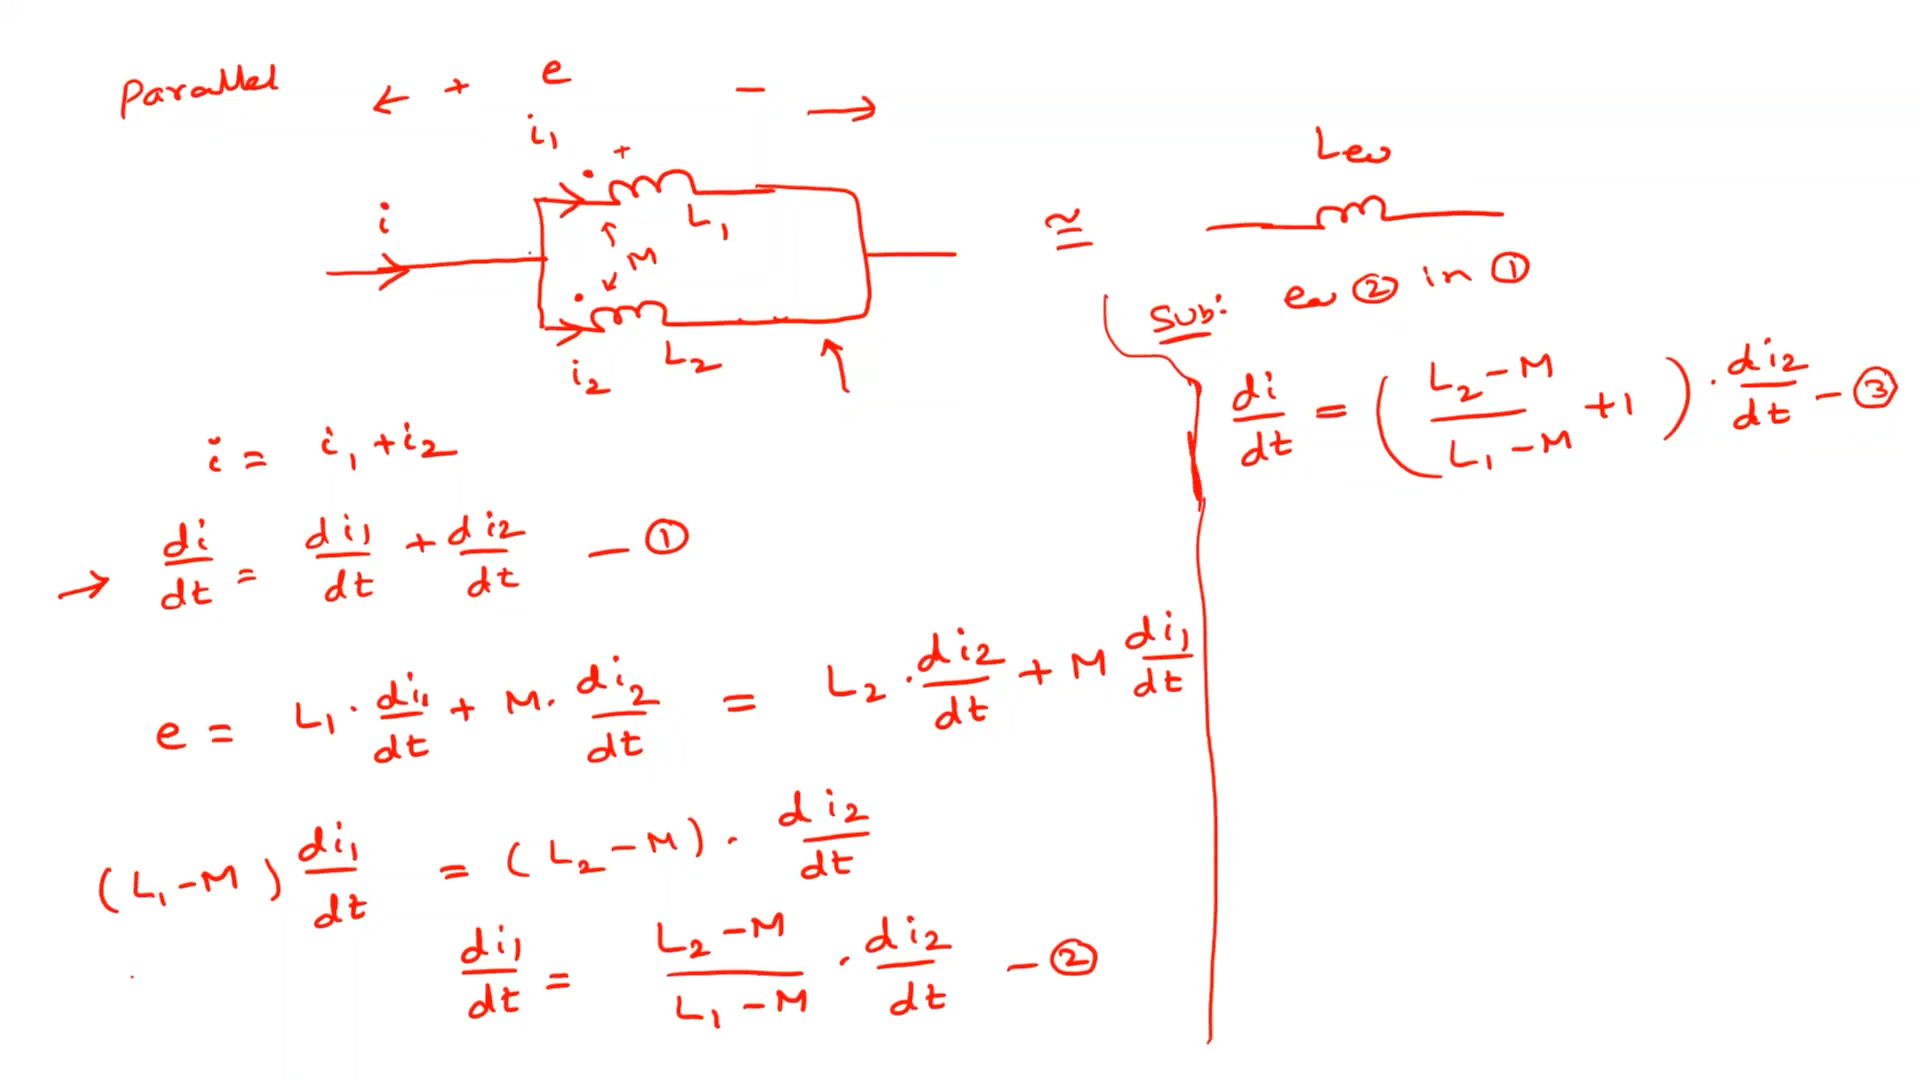 Parallel
← + e - →
i₁
+
i
L₁
M
i₂
L₂
i = i₁ + i₂
→ di/dt = di₁/dt + di₂/dt - ①
e = L₁ · di₁/dt + M · di₂/dt = L₂ · di₂/dt + M di₁/dt
(L₁ - M) di₁/dt = (L₂ - M) · di₂/dt
di₁/dt = L₂ - M / L₁ - M · di₂/dt - ②
≅
Leq
Sub: eq ② in ①
di/dt = (L₂ - M / L₁ - M + 1) · di₂/dt - ③